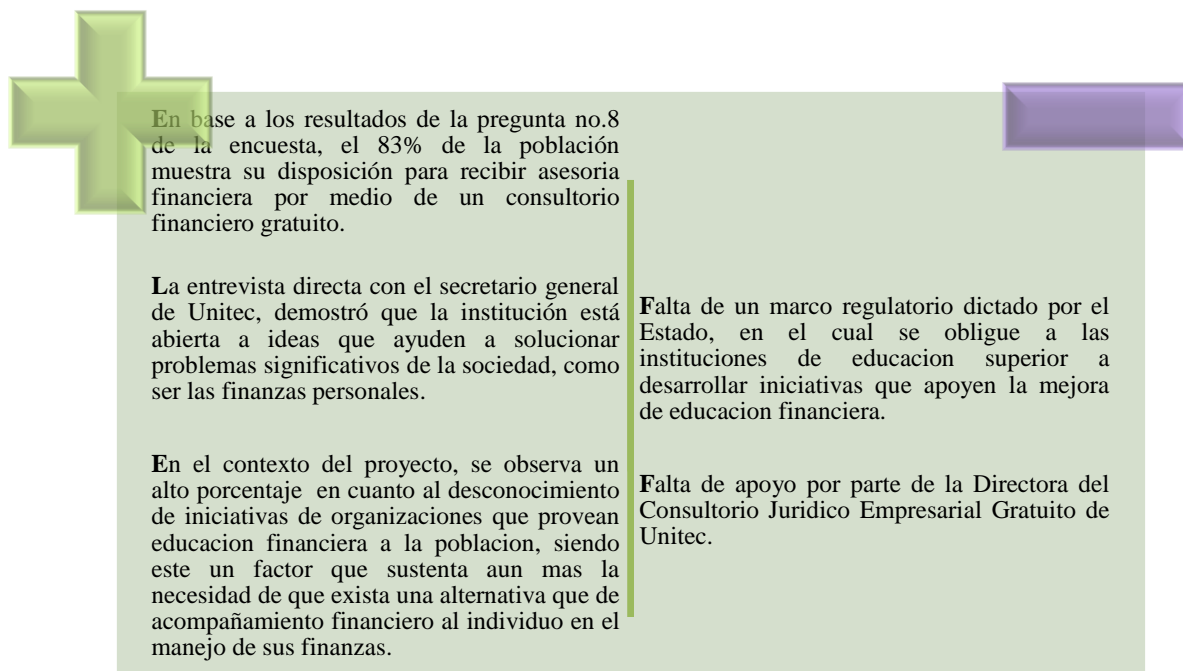 En base a los resultados de la pregunta no.8
de la encuesta, el 83% de la población
muestra su disposición para recibir asesoria
financiera por medio de un consultorio
financiero gratuito.
La entrevista directa con el secretario general
de Unitec, demostró que la institución está
abierta a ideas que ayuden a solucionar
problemas significativos de la sociedad, como
ser las finanzas personales.
En el contexto del proyecto, se observa un
alto porcentaje en cuanto al desconocimiento
de iniciativas de organizaciones que provean
educacion financiera a la poblacion, siendo
este un factor que sustenta aun mas la
necesidad de que exista una alternativa que de
acompañamiento financiero al individuo en el
manejo de sus finanzas.
Falta de un marco regulatorio dictado por el
Estado, en el cual se obligue a las
instituciones de educacion superior a
desarrollar iniciativas que apoyen la mejora
de educacion financiera.
Falta de apoyo por parte de la Directora del
Consultorio Juridico Empresarial Gratuito de
Unitec.